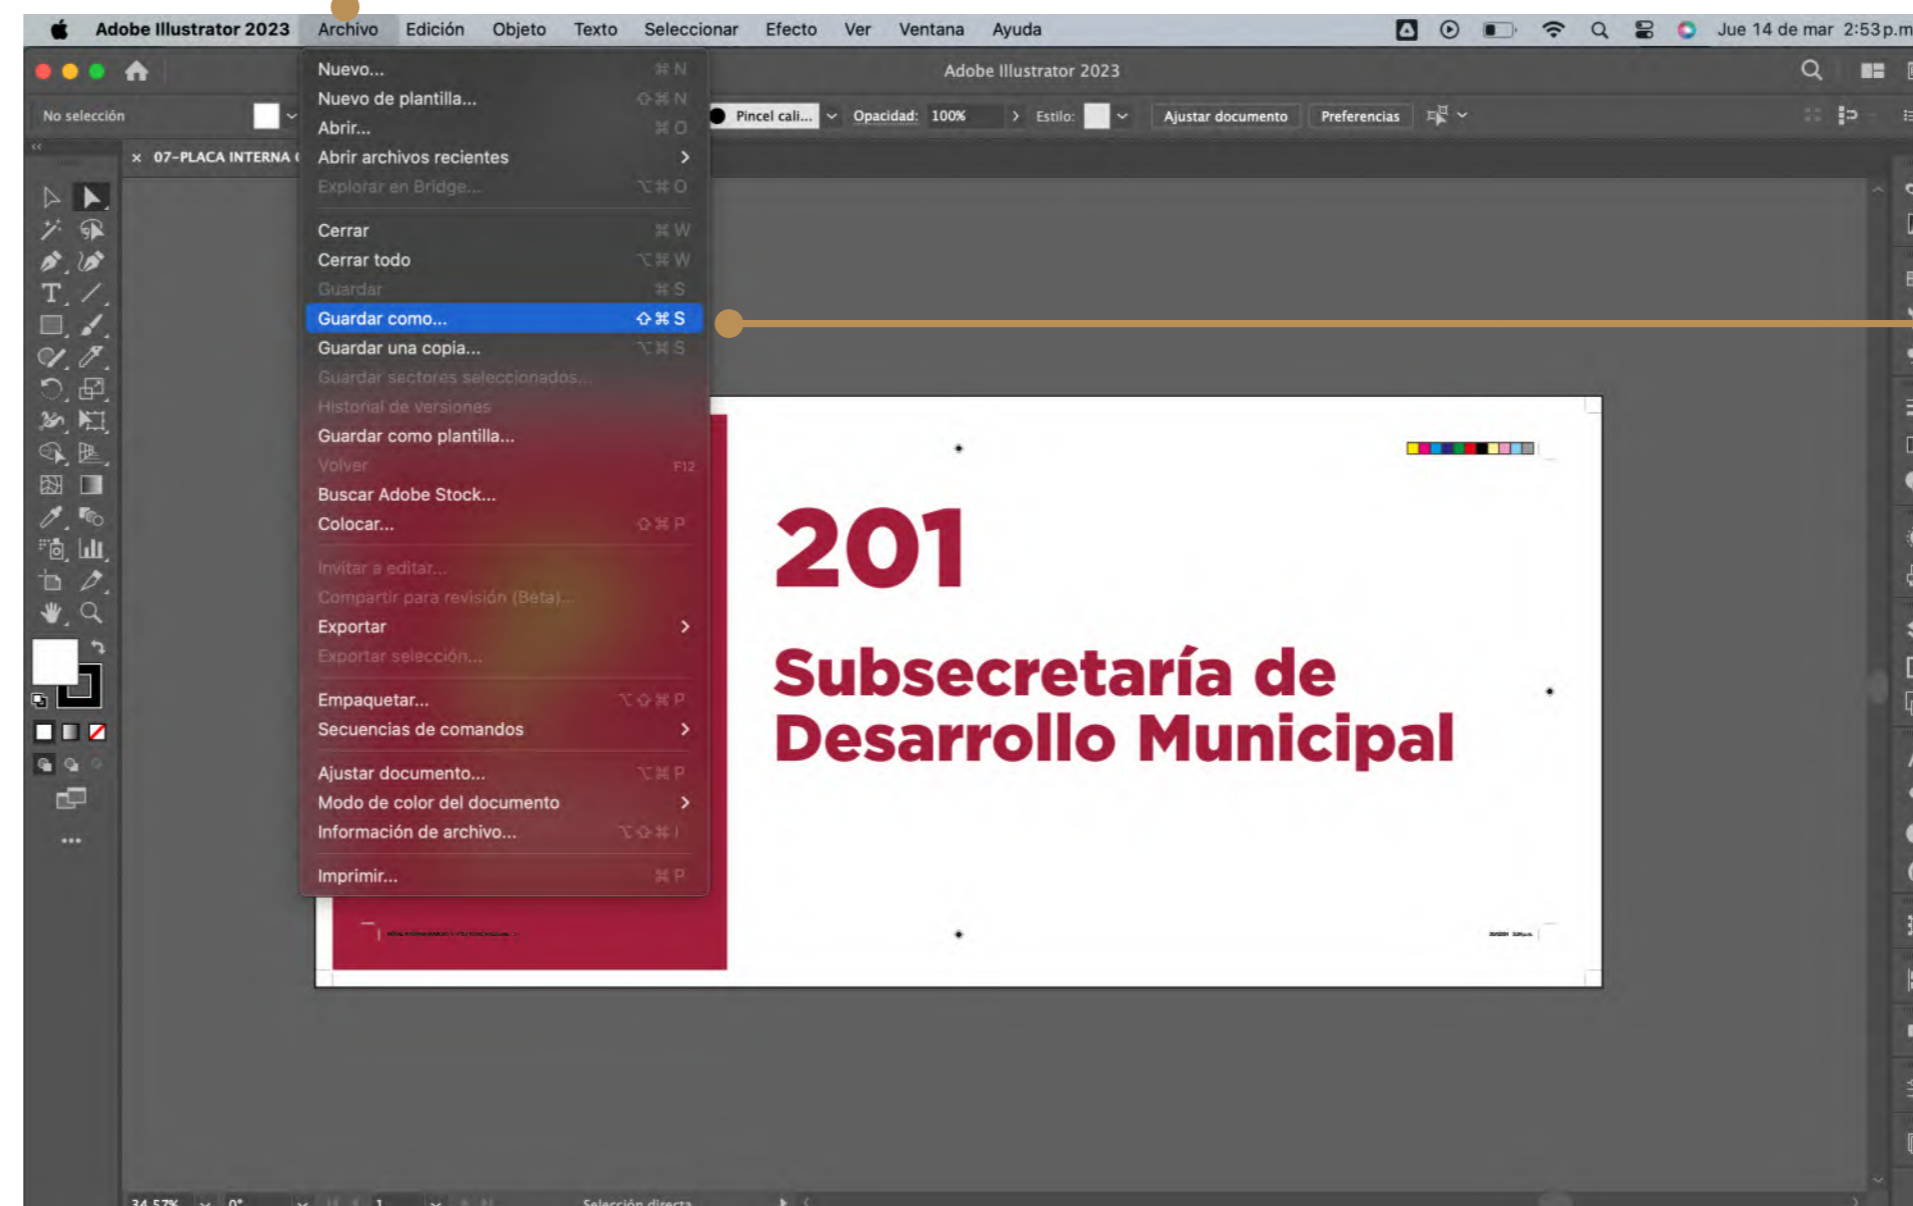 Adobe Illustrator 2023 Archivo Edición Objeto Texto Seleccionar Efecto Ver Ventana Ayuda Jue 14 de mar 2:53 p.m
Adobe Illustrator 2023
No selección Pincel cali... Opacidad: 100% Estilo: Ajustar documento Preferencias
× 07-PLACA INTERNA
Nuevo... ⌘ N
Nuevo de plantilla... ⇧ ⌘ N
Abrir... ⌘ O
Abrir archivos recientes >
Explorar en Bridge... ⌥ ⌘ O
Cerrar ⌘ W
Cerrar todo ⌥ ⌘ W
Guardar ⌘ S
Guardar como... ⇧ ⌘ S
Guardar una copia... ⌥ ⌘ S
Guardar sectores seleccionados...
Historial de versiones
Guardar como plantilla...
Volver F12
Buscar Adobe Stock...
Colocar... ⇧ ⌘ P
Invitar a editar...
Compartir para revisión (Beta)...
Exportar >
Exportar selección...
Empaquetar... ⌥ ⇧ ⌘ P
Secuencias de comandos >
Ajustar documento... ⌥ ⌘ P
Modo de color del documento >
Información de archivo... ⌥ ⇧ ⌘ I
Imprimir... ⌘ P
201
Subsecretaría de
Desarrollo Municipal
34.57% 0° 1 Selección directa